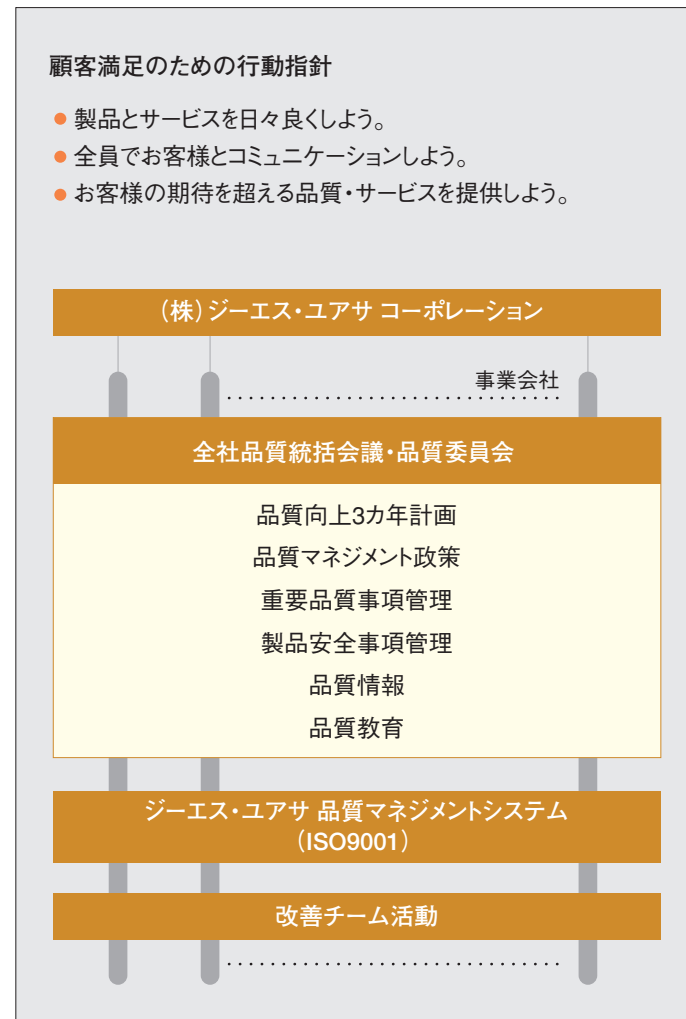 顧客満足のための行動指針
● 製品とサービスを日々良くしよう。
● 全員でお客様とコミュニケーションしよう。
● お客様の期待を超える品質・サービスを提供しよう。
（株）ジーエス・ユアサ コーポレーション
事業会社
全社品質統括会議・品質委員会
品質向上3カ年計画
品質マネジメント政策
重要品質事項管理
製品安全事項管理
品質情報
品質教育
ジーエス・ユアサ 品質マネジメントシステム
（ISO9001）
改善チーム活動